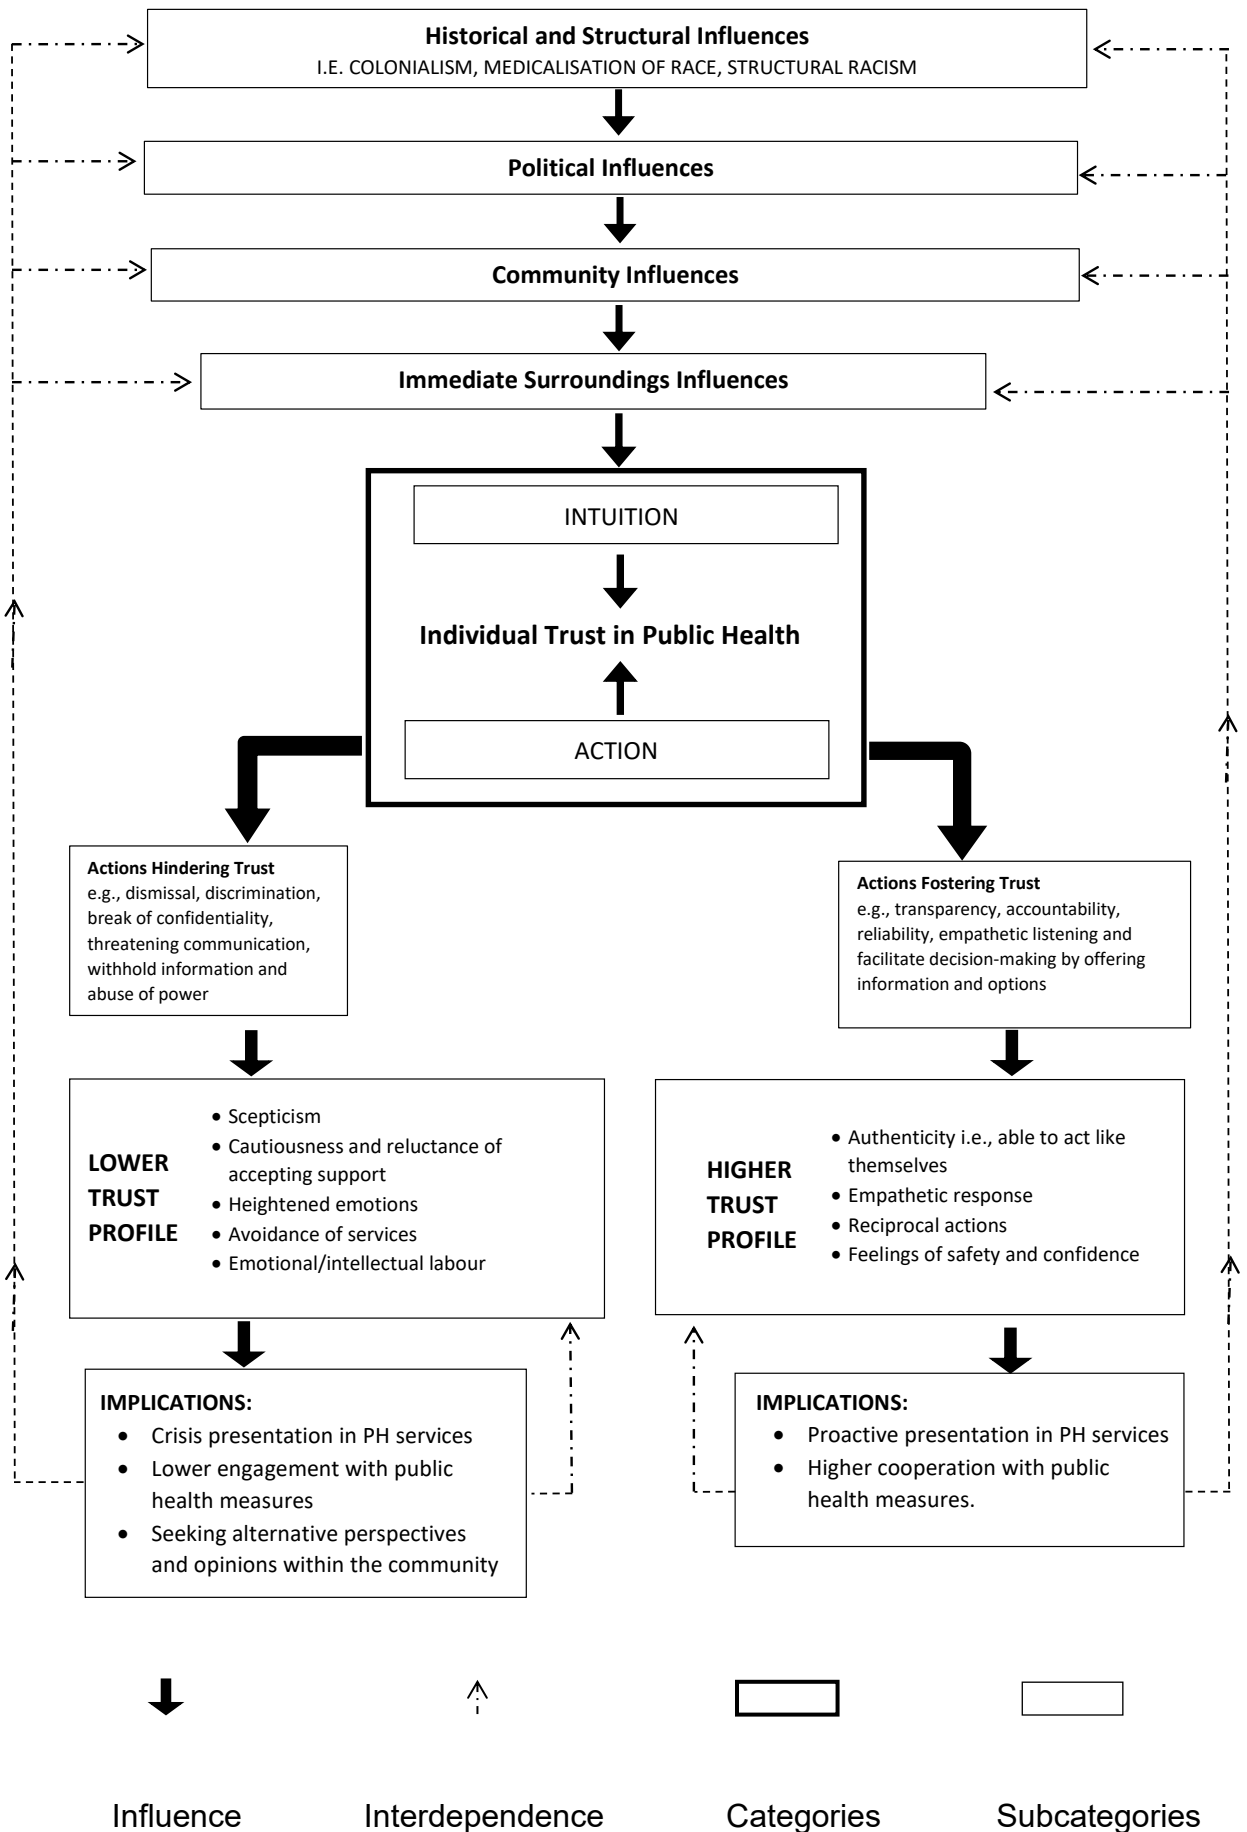 Historical and Structural Influences
I.E. COLONIALISM, MEDICALISATION OF RACE, STRUCTURAL RACISM
Political Influences
Community Influences
Immediate Surroundings Influences
INTUITION
Individual Trust in Public Health
ACTION
Actions Hindering Trust
e.g., dismissal, discrimination,
break of confidentiality,
threatening communication,
withhold information and
abuse of power
Actions Fostering Trust
e.g., transparency, accountability,
reliability, empathetic listening and
facilitate decision-making by offering
information and options
LOWER
TRUST
PROFILE
• Scepticism
• Cautiousness and reluctance of
accepting support
• Heightened emotions
• Avoidance of services
• Emotional/intellectual labour
HIGHER
TRUST
PROFILE
• Authenticity i.e., able to act like
themselves
• Empathetic response
• Reciprocal actions
• Feelings of safety and confidence
IMPLICATIONS:
• Crisis presentation in PH services
• Lower engagement with public
health measures
• Seeking alternative perspectives
and opinions within the community
IMPLICATIONS:
• Proactive presentation in PH services
• Higher cooperation with public
health measures.
Influence
Interdependence
Categories
Subcategories